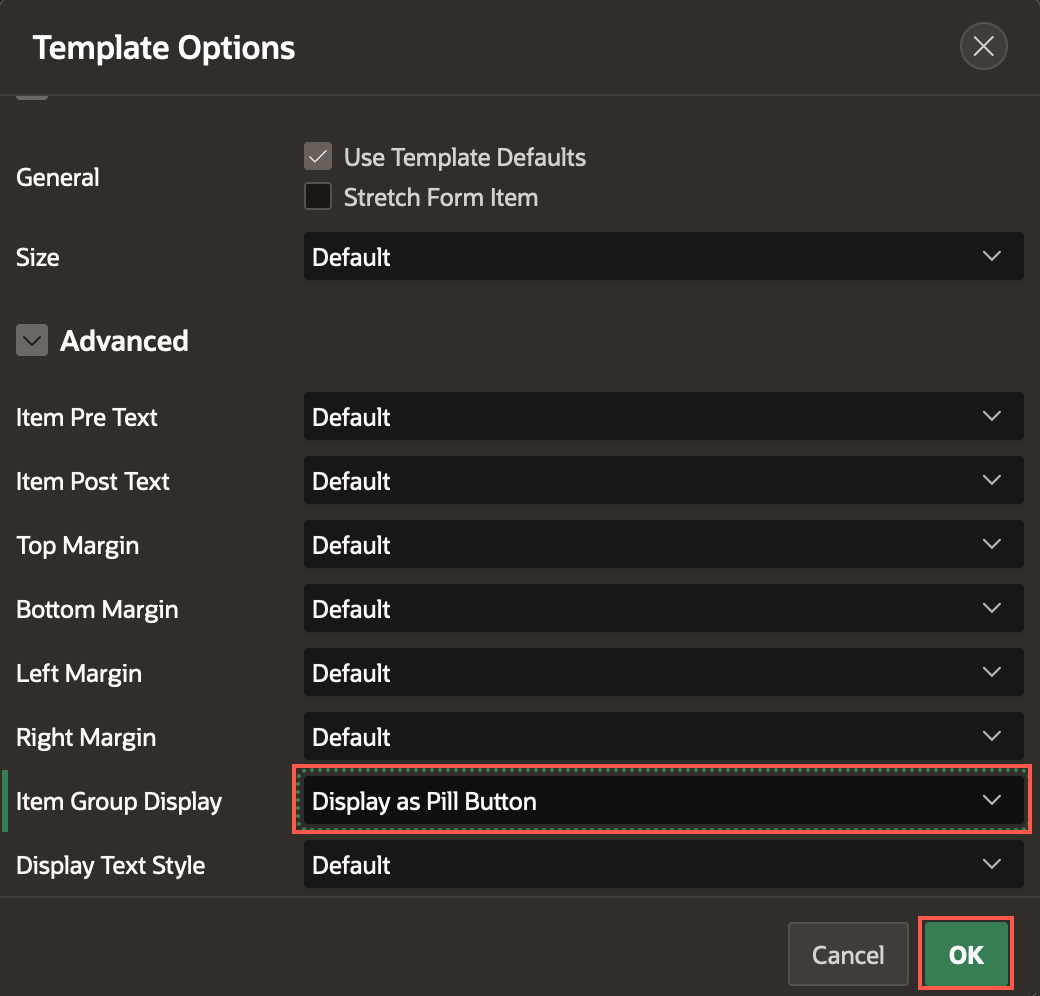 Template Options
General
Use Template Defaults
Stretch Form Item
Size
Default
Advanced
Item Pre Text
Default
Item Post Text
Default
Top Margin
Default
Bottom Margin
Default
Left Margin
Default
Right Margin
Default
Item Group Display
Display as Pill Button
Display Text Style
Default
Cancel
OK